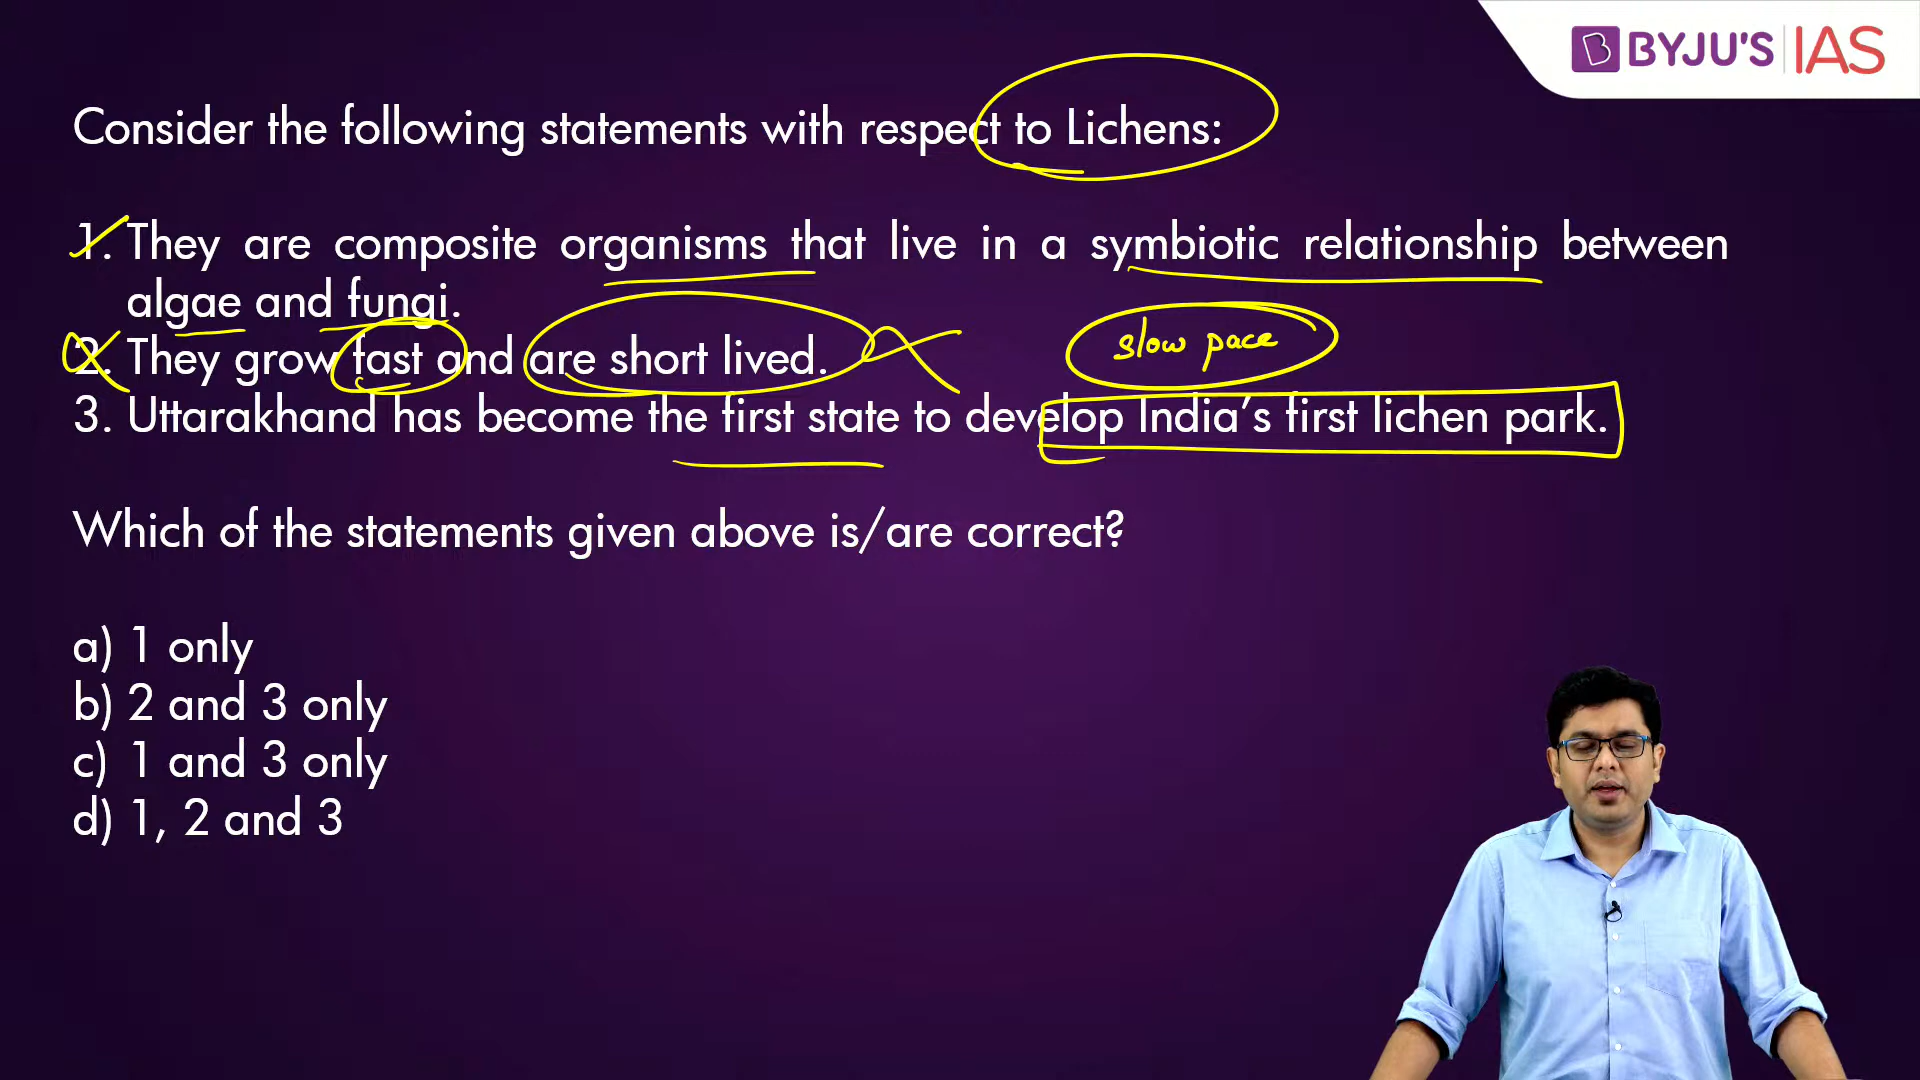 BYJU'S IAS
Consider the following statements with respect to Lichens:
1. They are composite organisms that live in a symbiotic relationship between
algae and fungi.
2. They grow fast and are short lived.
slow pace
3. Uttarakhand has become the first state to develop India's first lichen park.
Which of the statements given above is/are correct?
a) 1 only
b) 2 and 3 only
c) 1 and 3 only
d) 1, 2 and 3